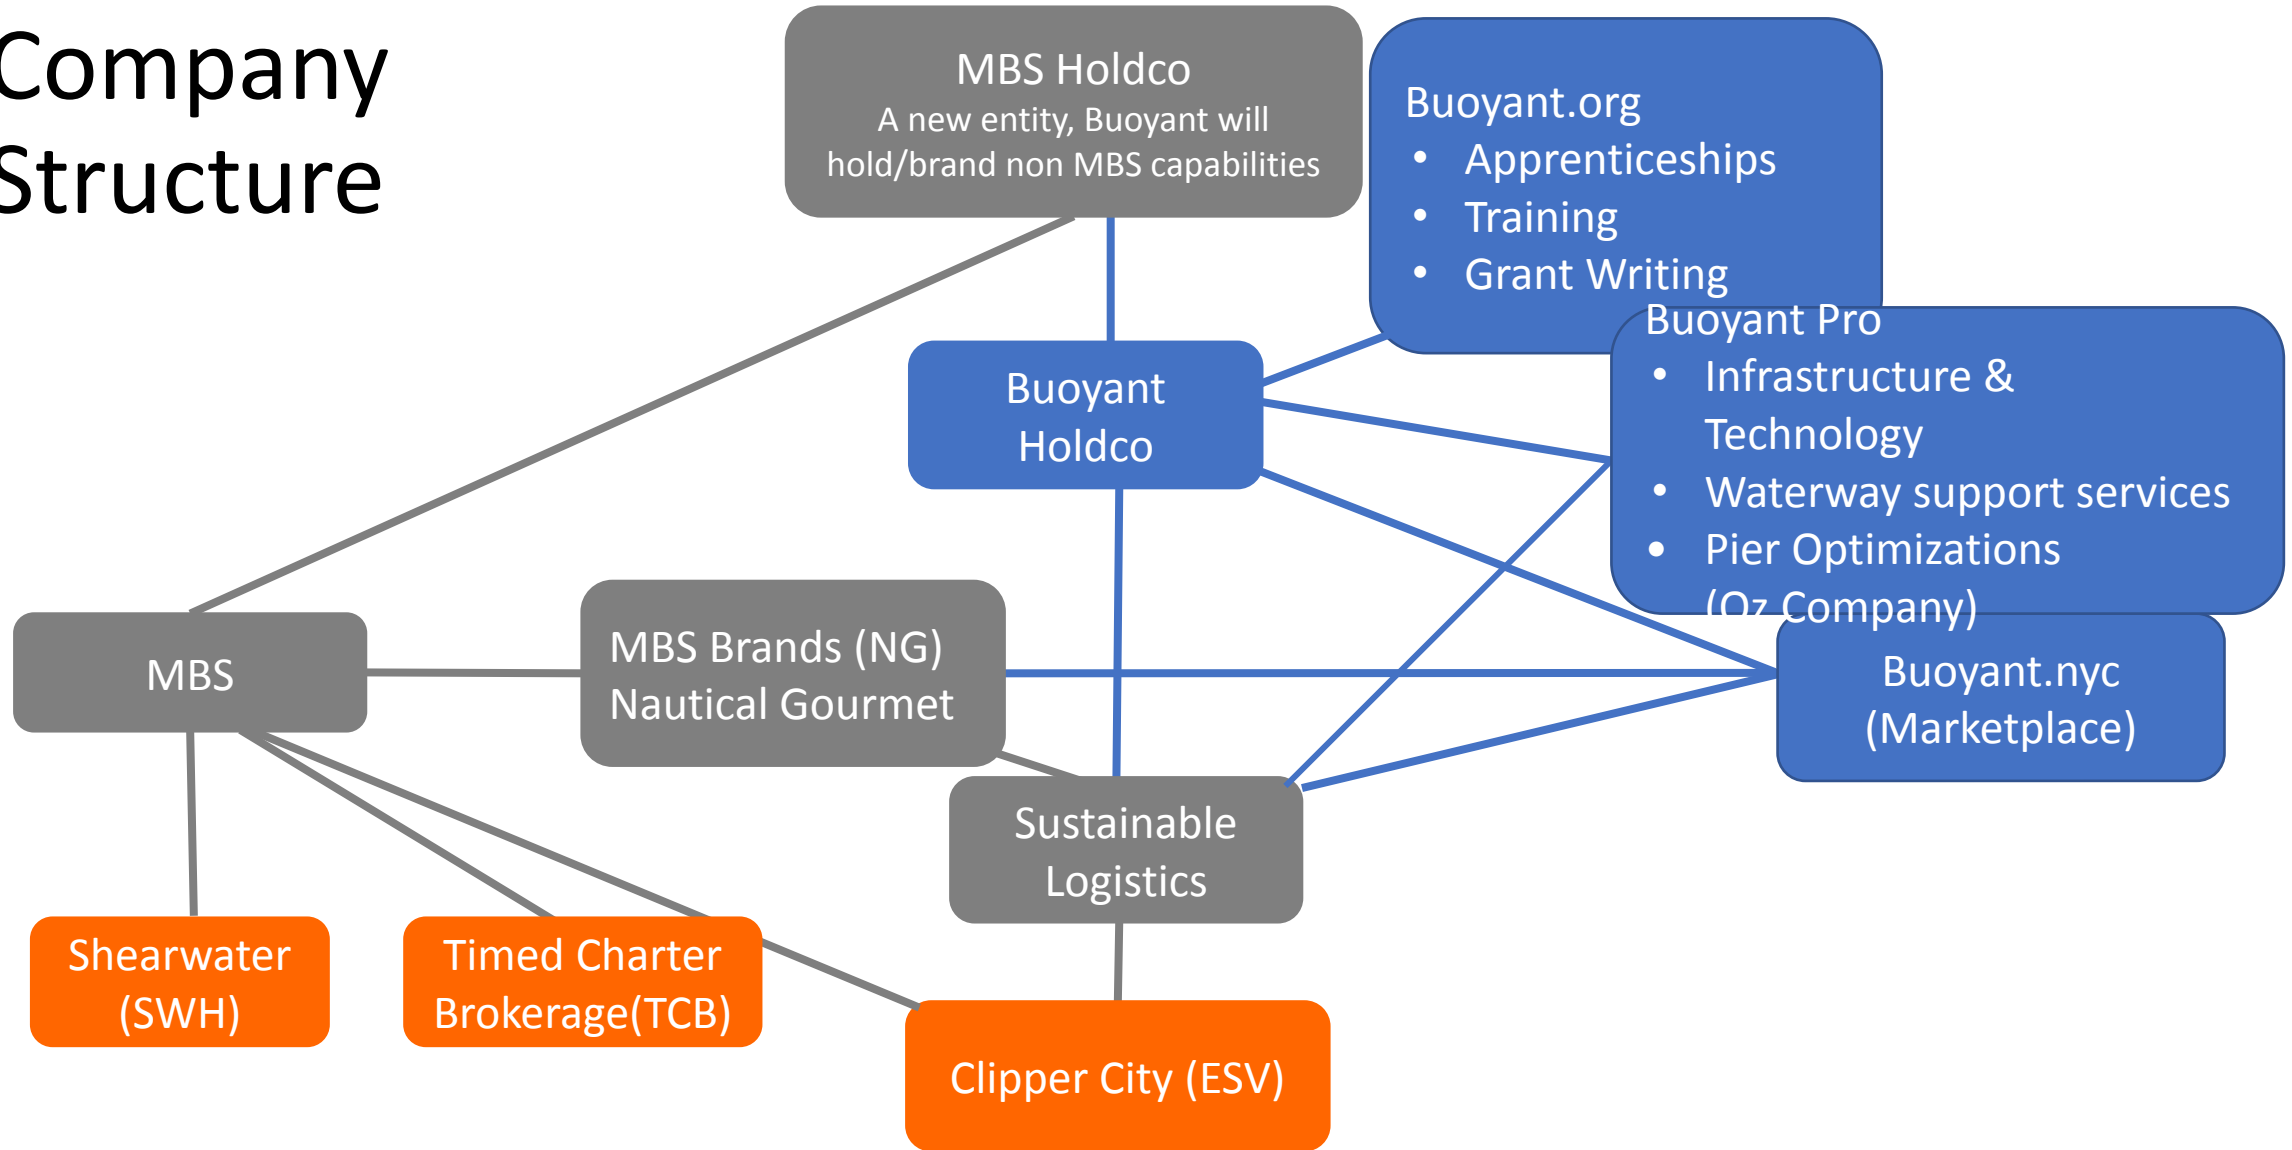 Company
Structure
MBS Holdco
A new entity, Buoyant will
hold/brand non MBS capabilities
Buoyant.org
• Apprenticeships
• Training
• Grant Writing
Buoyant Pro
• Infrastructure &
Technology
• Waterway support services
• Pier Optimizations
(Oz Company)
Buoyant
Holdco
MBS
MBS Brands (NG)
Nautical Gourmet
Buoyant.nyc
(Marketplace)
Sustainable
Logistics
Shearwater
(SWH)
Timed Charter
Brokerage(TCB)
Clipper City (ESV)